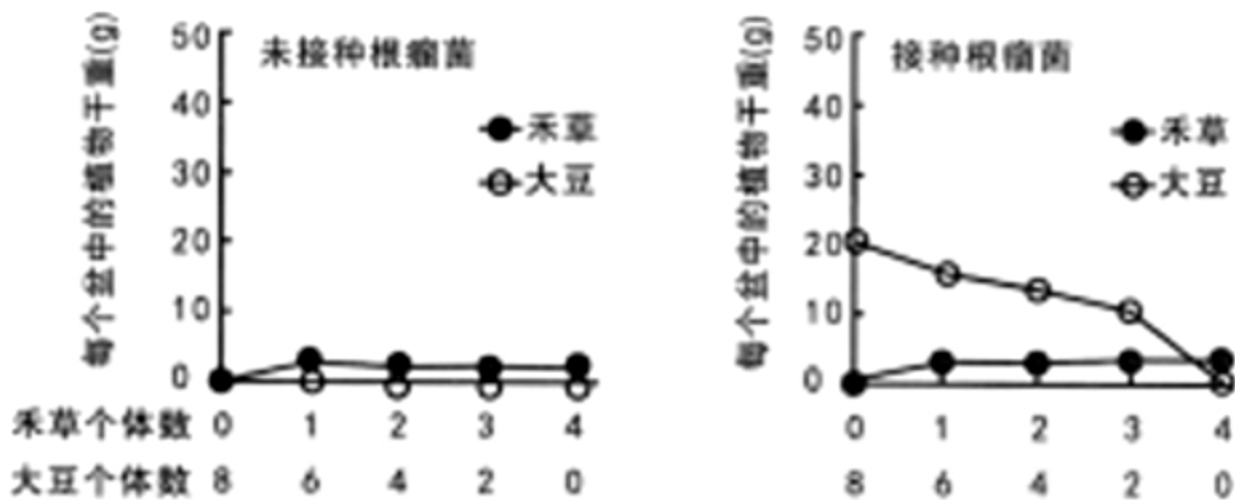 每个盆中的植物干重(g)
未接种根瘤菌
50
40
30
20
10
0
禾草
大豆
禾草个体数 0 1 2 3 4
大豆个体数 8 6 4 2 0
每个盆中的植物干重(g)
接种根瘤菌
50
40
30
20
10
0
禾草
大豆
0 1 2 3 4
8 6 4 2 0